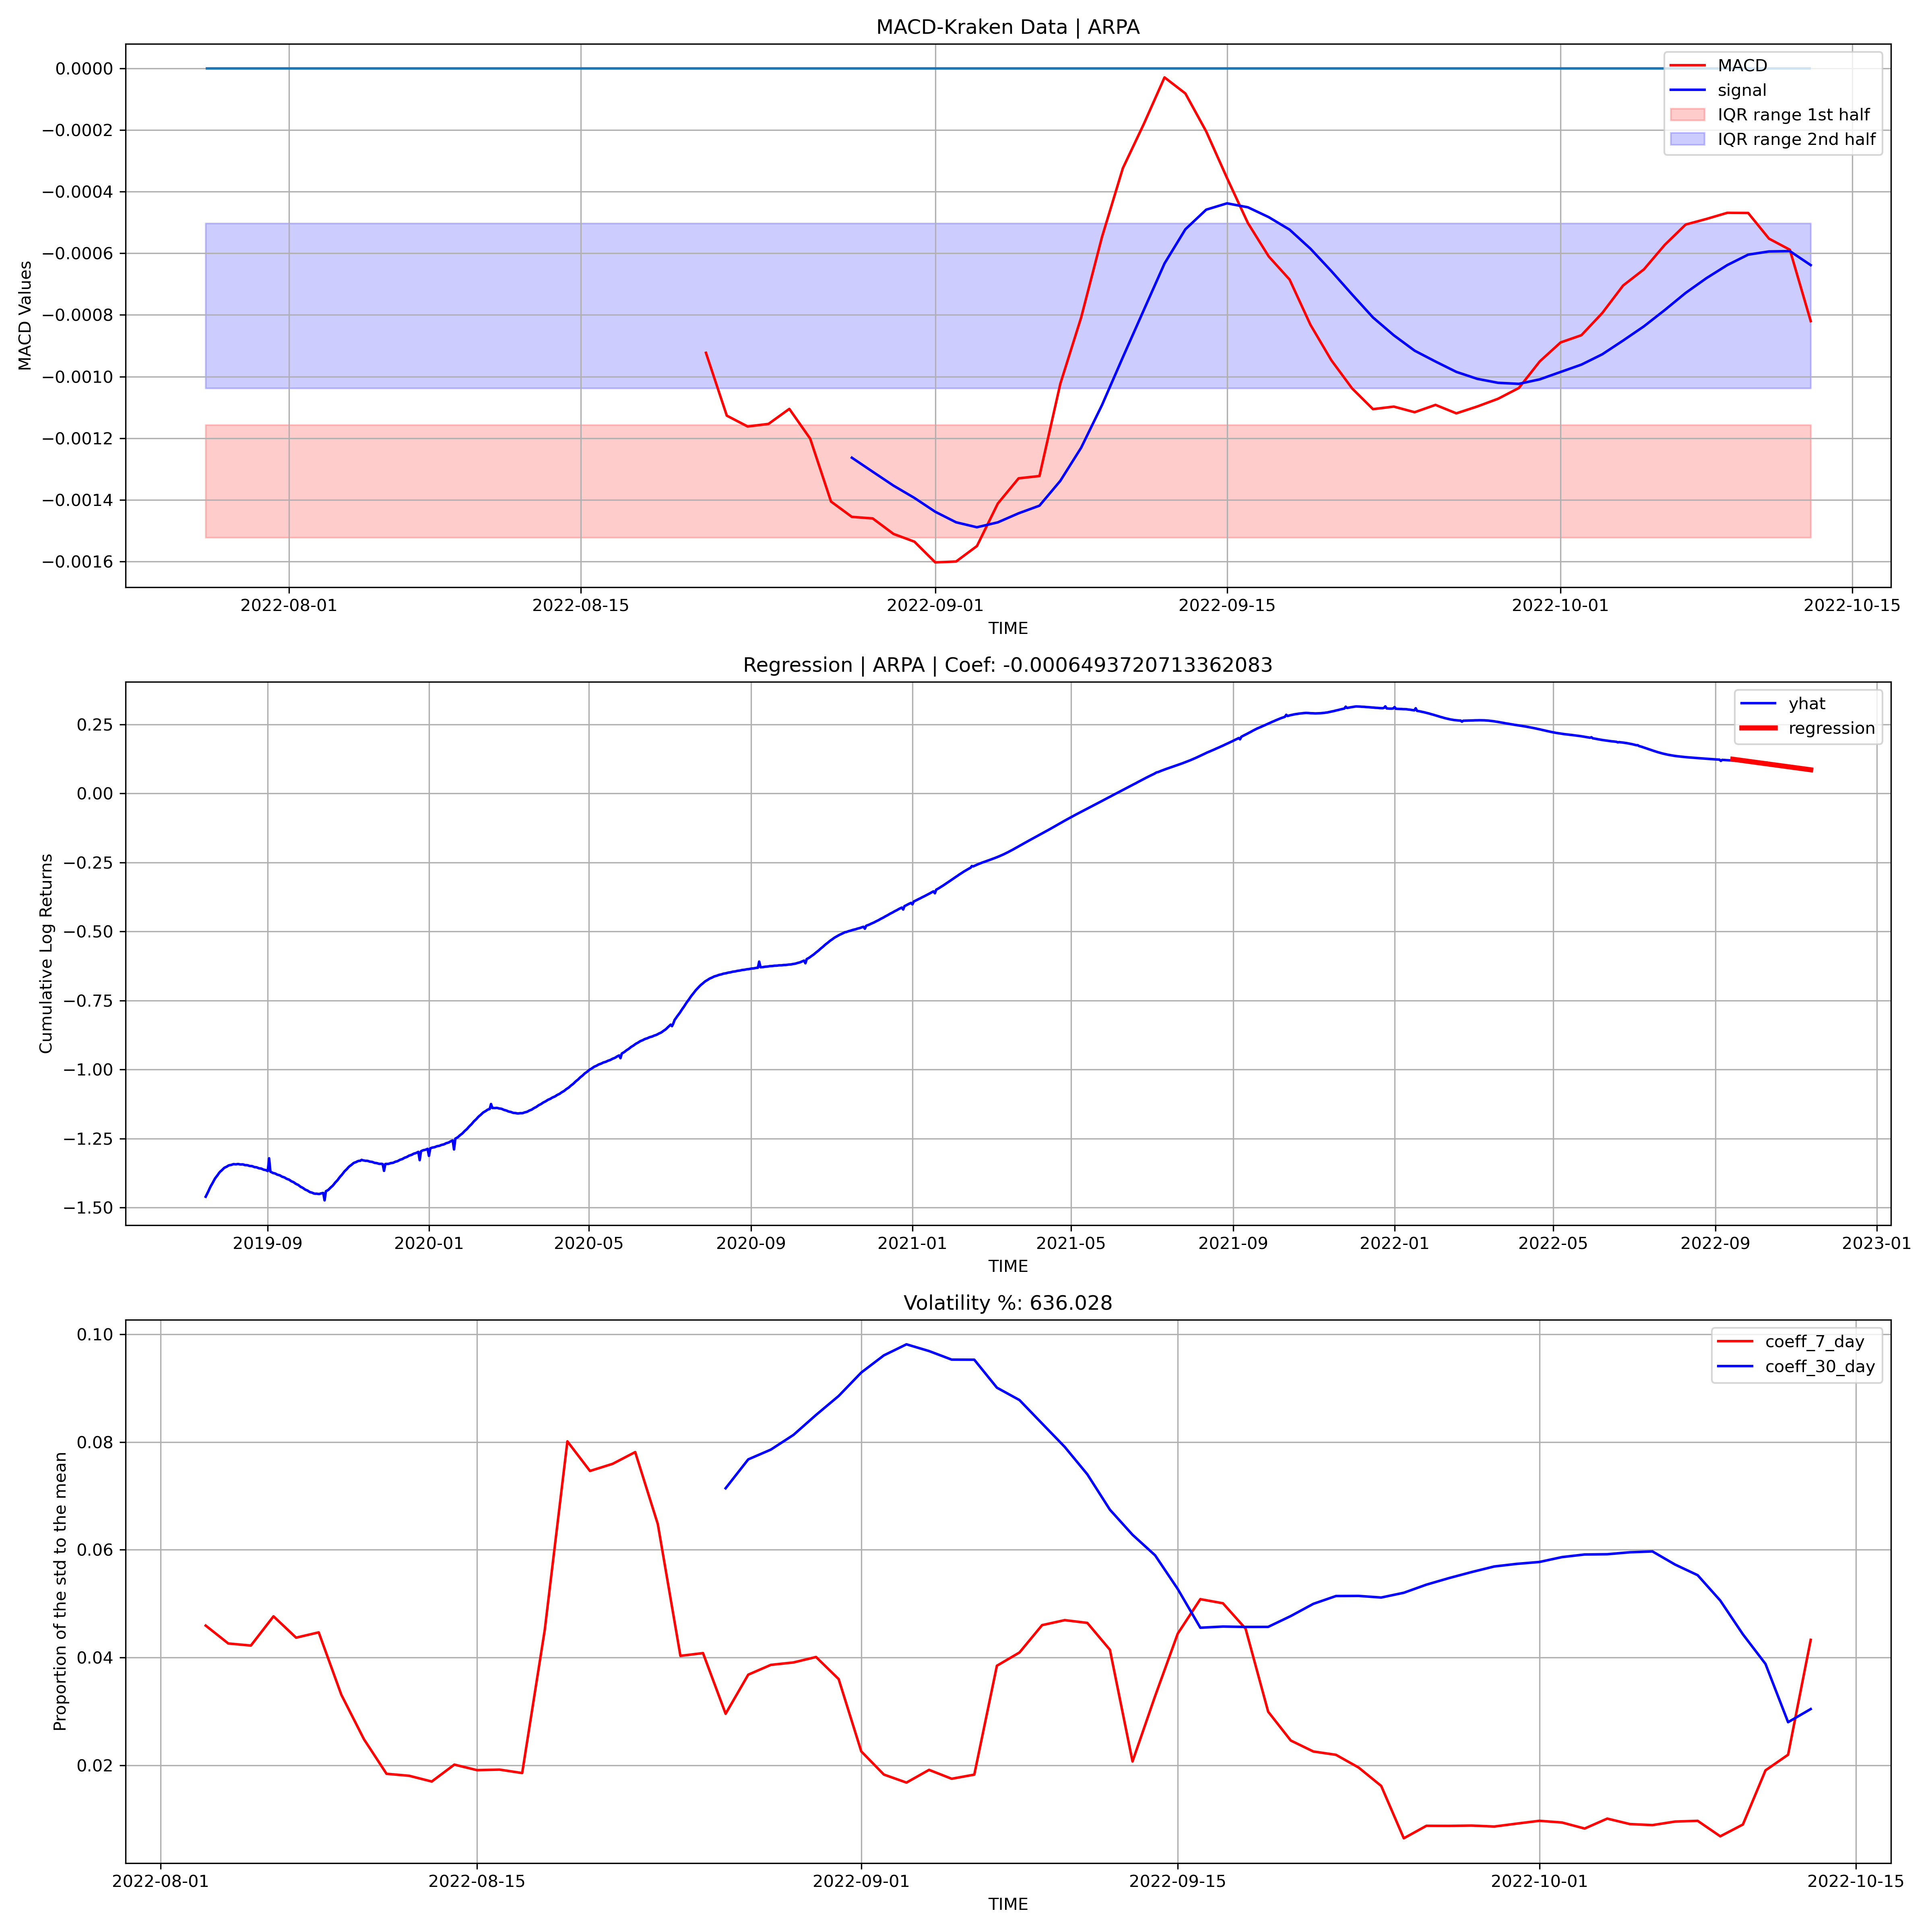 MACD-Kraken Data | ARPA
MACD
signal
IQR range 1st half
IQR range 2nd half
MACD Values
0.0000
−0.0002
−0.0004
−0.0006
−0.0008
−0.0010
−0.0012
−0.0014
−0.0016
2022-08-01 2022-08-15 2022-09-01 2022-09-15 2022-10-01 2022-10-15
TIME
Regression | ARPA | Coef: -0.0006493720713362083
yhat
regression
Cumulative Log Returns
0.25
0.00
−0.25
−0.50
−0.75
−1.00
−1.25
−1.50
2019-09 2020-01 2020-05 2020-09 2021-01 2021-05 2021-09 2022-01 2022-05 2022-09 2023-01
TIME
Volatility %: 636.028
coeff_7_day
coeff_30_day
Proportion of the std to the mean
0.10
0.08
0.06
0.04
0.02
2022-08-01 2022-08-15 2022-09-01 2022-09-15 2022-10-01 2022-10-15
TIME